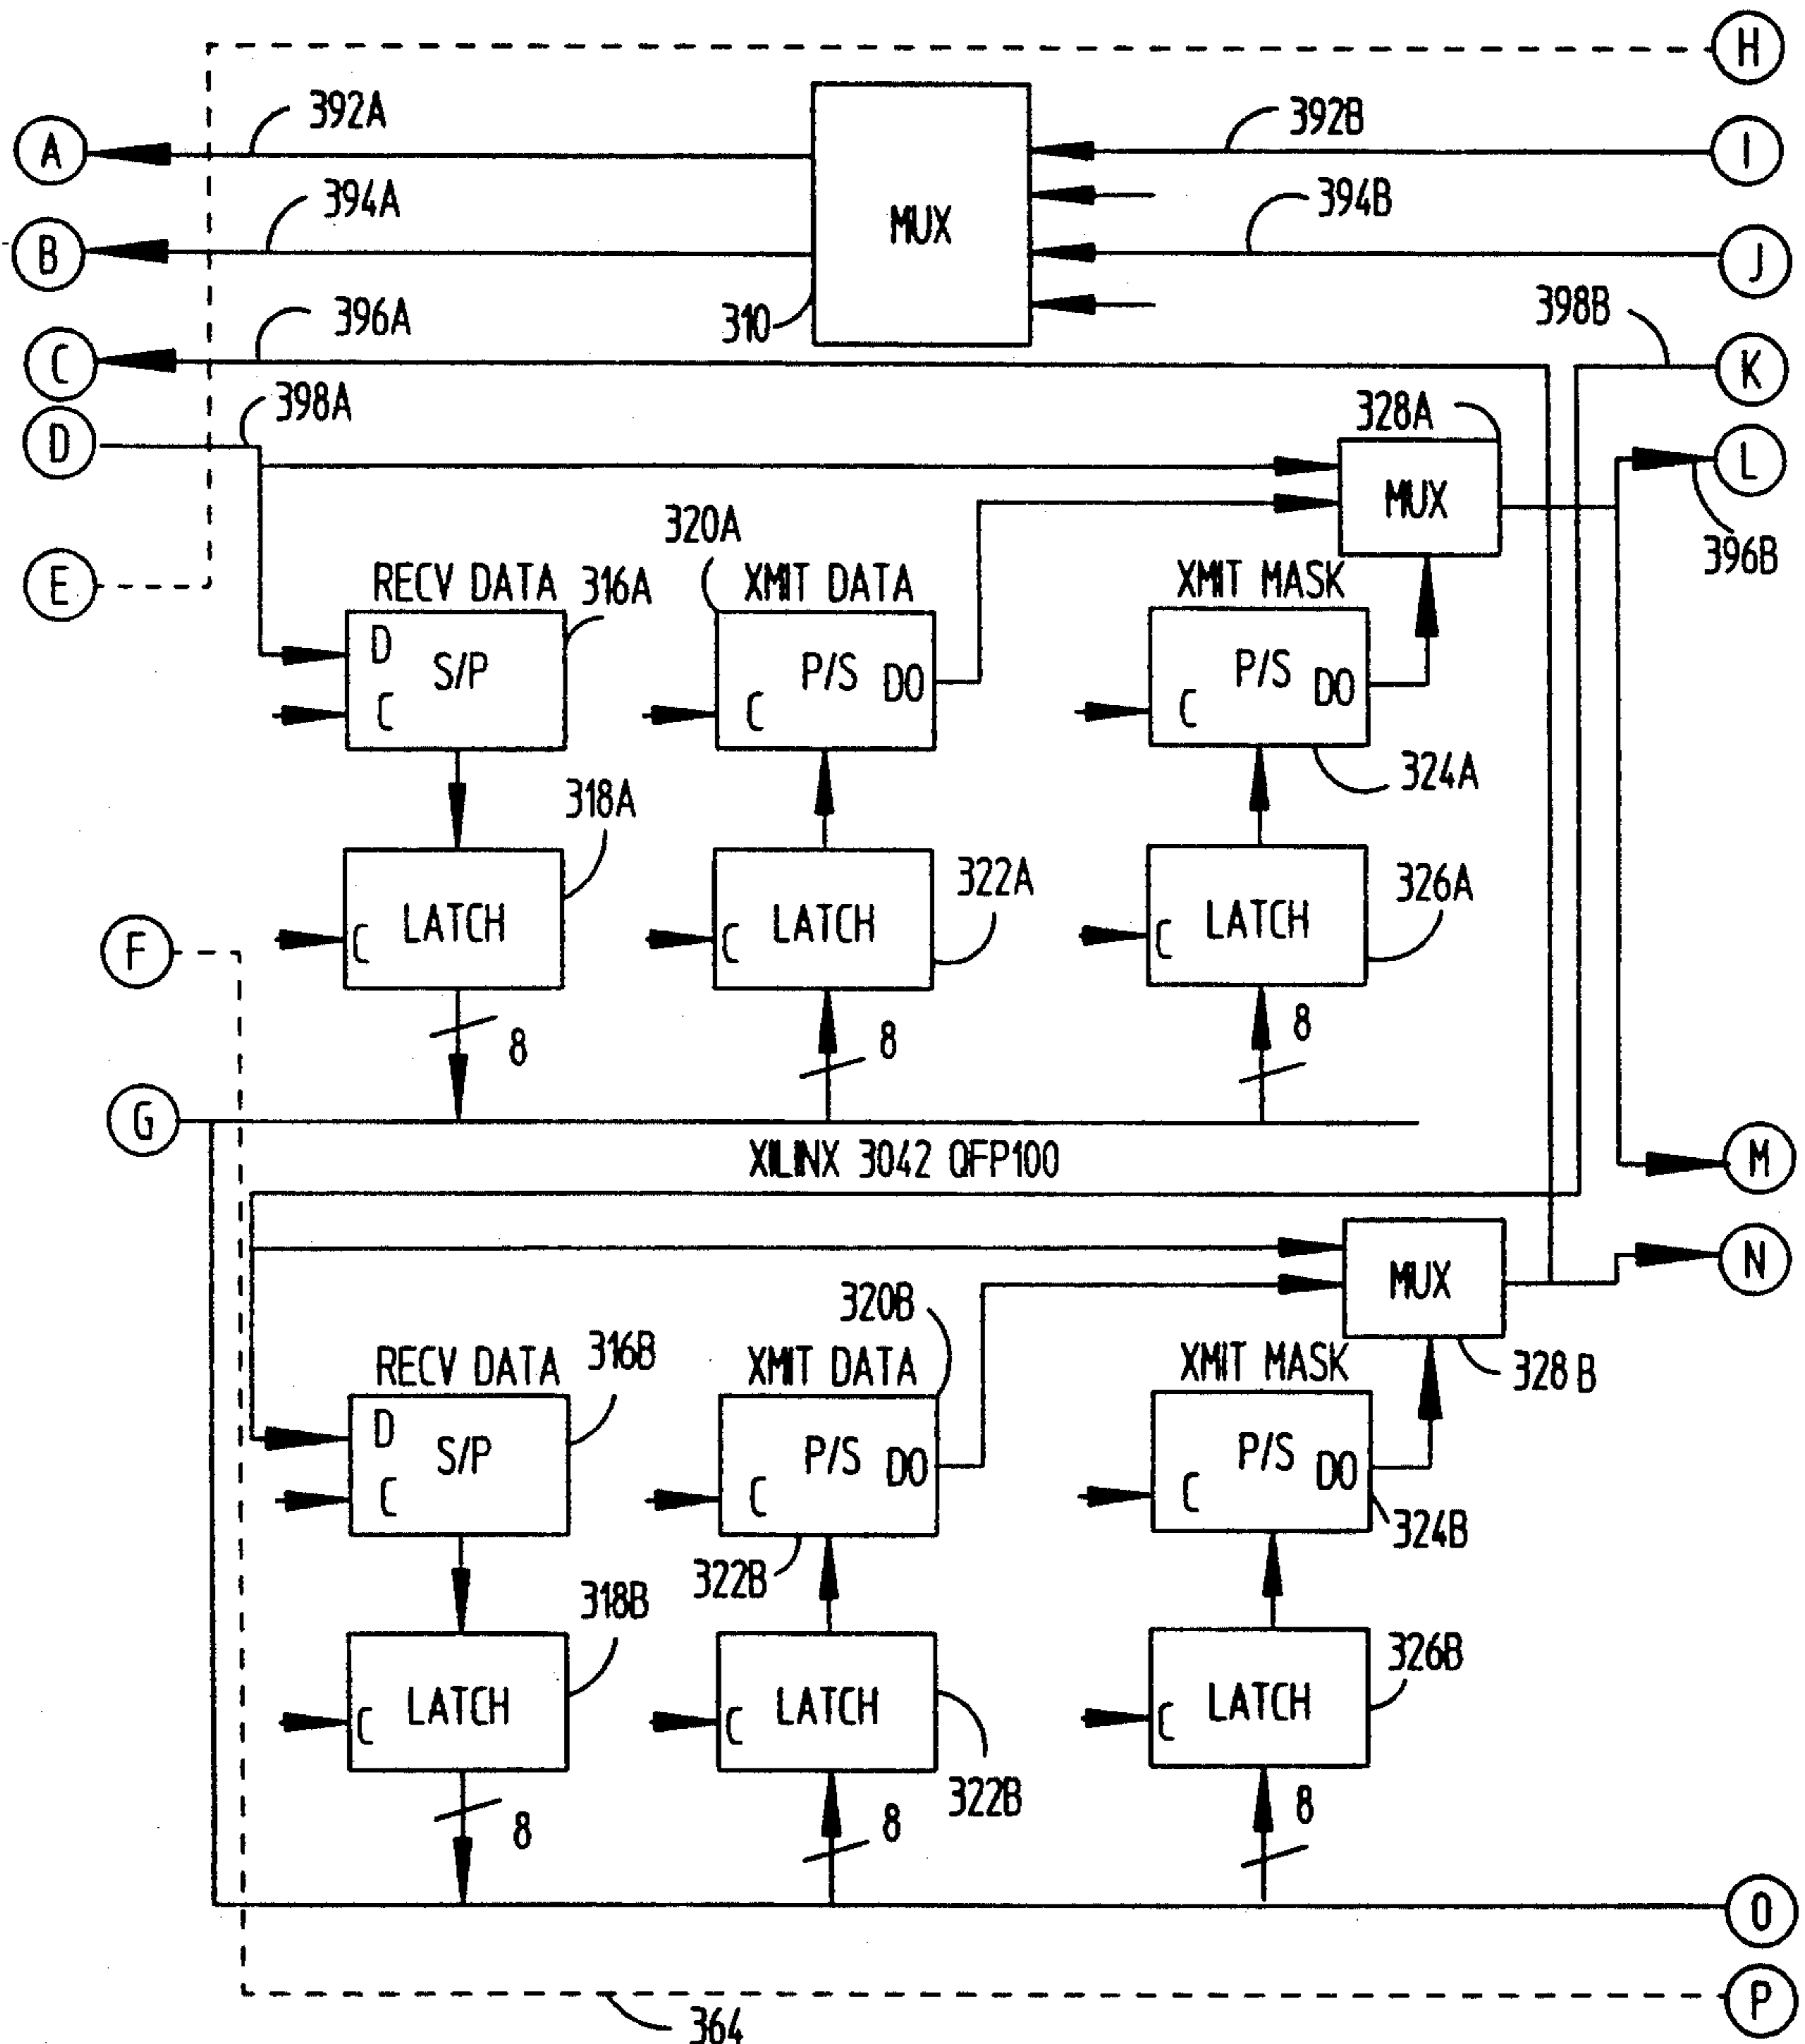 H
392A
392B
A
I
394A
MUX
394B
B
J
310
396A
398B
C
K
398A
328A
D
L
MUX
320A
396B
E
RECV DATA
316A
XMIT DATA
XMIT MASK
D
S/P
C
P/S
DO
C
P/S
DO
C
324A
318A
322A
326A
LATCH
C
LATCH
C
LATCH
C
F
8
8
8
G
XILINX 3042 QFP100
M
N
MUX
320B
RECV DATA
316B
XMIT DATA
XMIT MASK
328 B
D
S/P
C
P/S
DO
C
P/S
DO
C
324B
322B
318B
326B
LATCH
C
LATCH
C
LATCH
C
322B
8
8
8
O
P
364